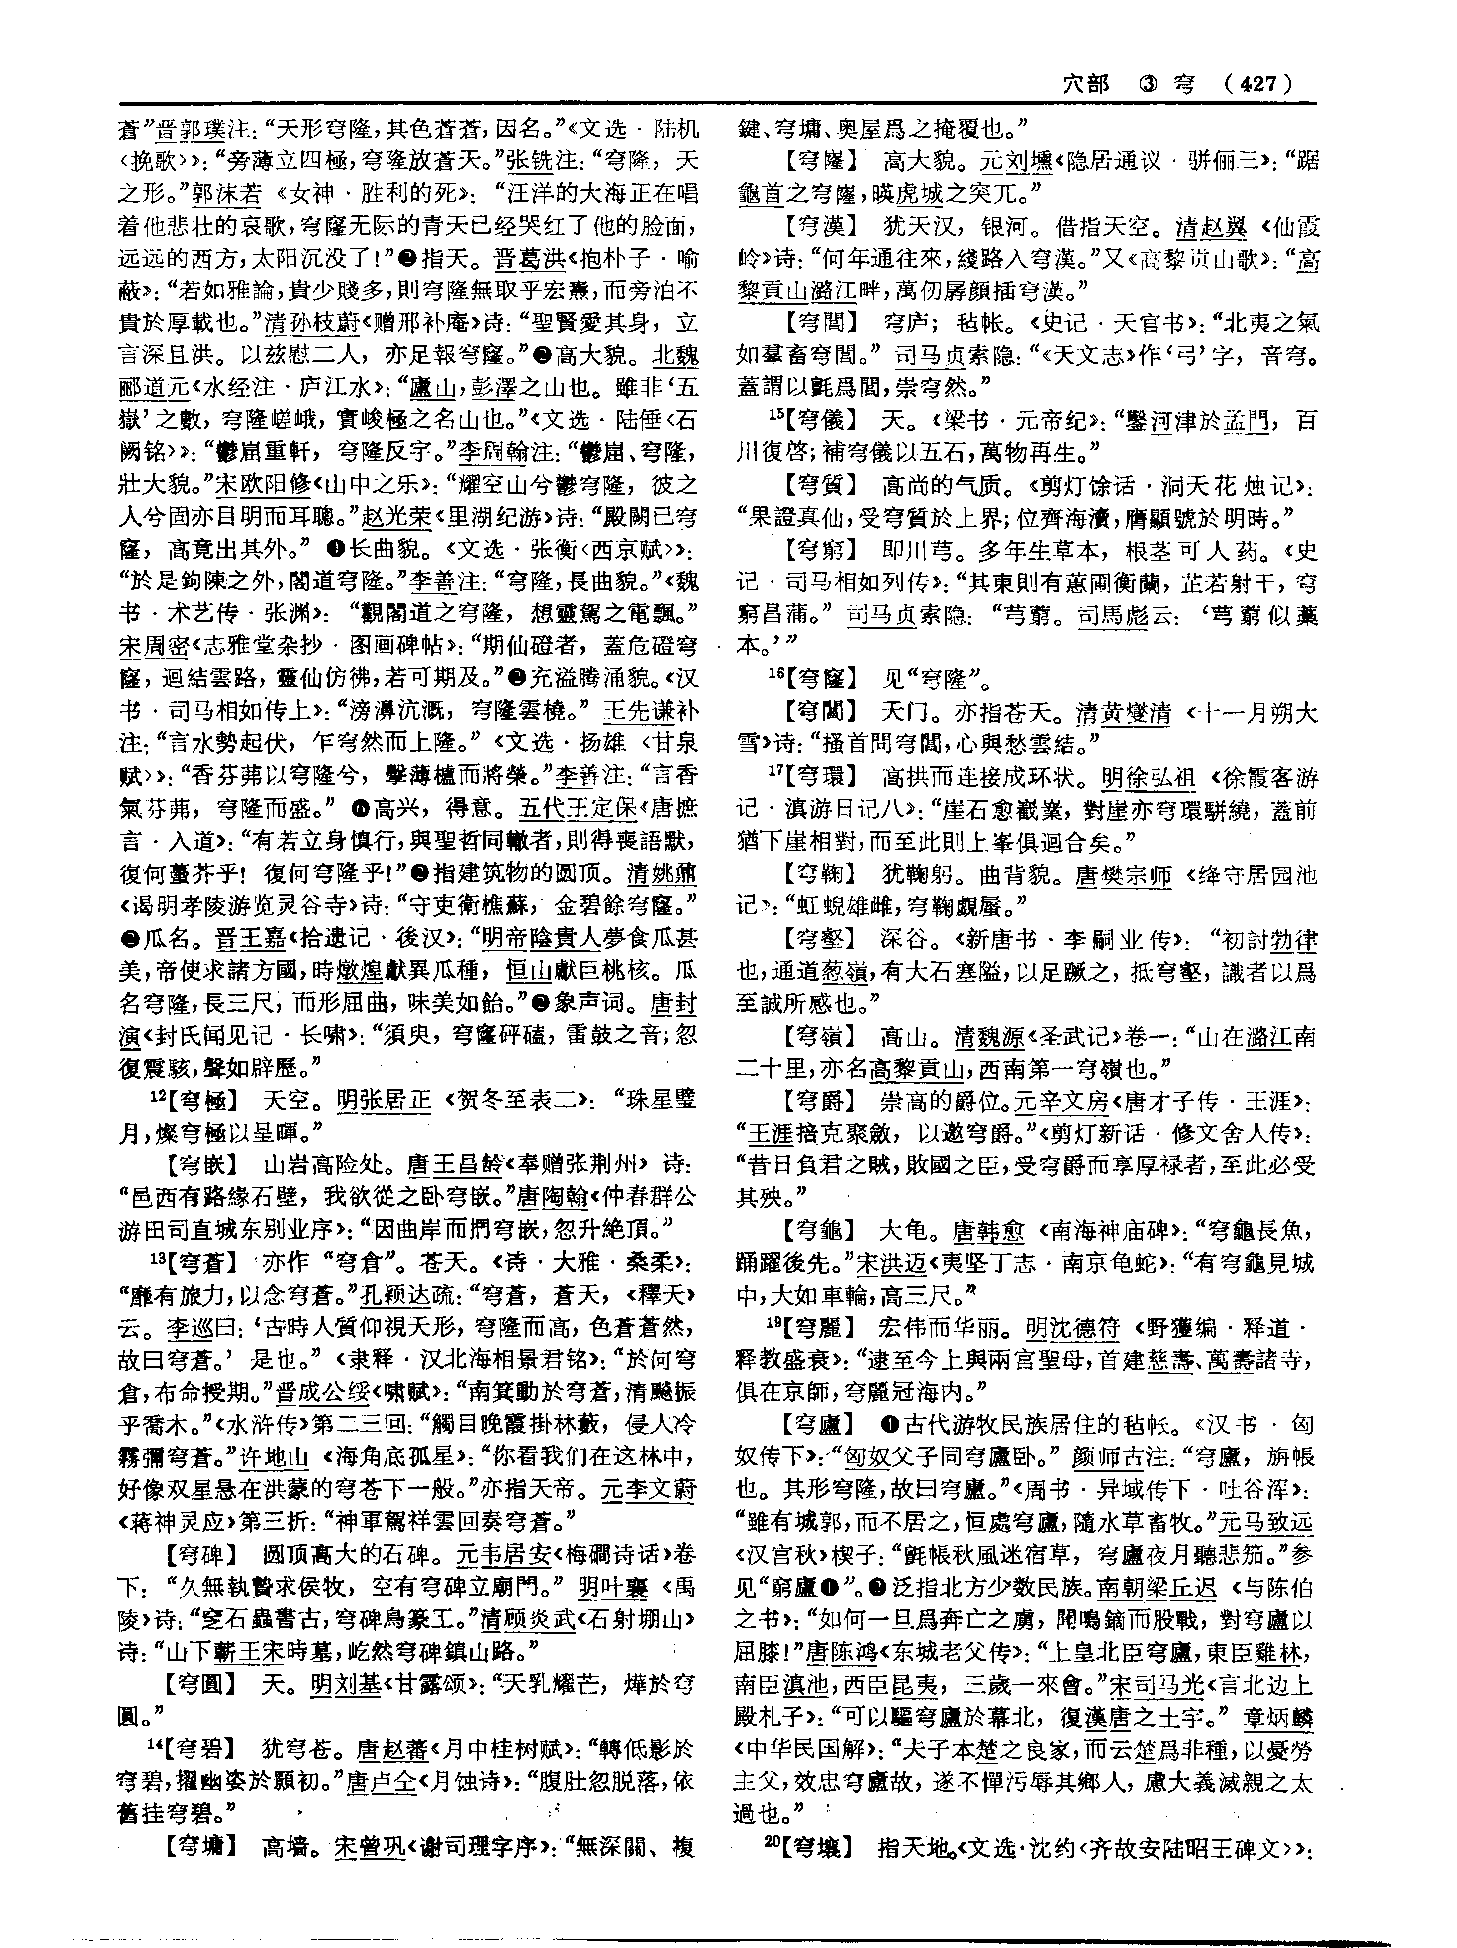 穴部　③　穹　（427）
蒼”晋郭璞注：“天形穹隆，其色蒼蒼，因名。”《文选·陆机
〈挽歌〉》：“旁薄立四極，穹窿放蒼天。”张铣注：“穹隆，天
之形。”郭沫若《女神·胜利的死》：“汪洋的大海正在唱
着他悲壮的哀歌，穹窿无际的青天已经哭红了他的脸面，
远远的西方，太阳沉没了！”❷指天。晋葛洪《抱朴子·喻
蔽》：“若如雅論，貴少賤多，則穹隆無取乎宏燾，而旁泊不
貴於厚載也。”清孙枝蔚《赠邢补庵》诗：“聖賢愛其身，立
言深且洪。以兹慰二人，亦足報穹窿。”❸高大貌。北魏
郦道元《水经注·庐江水》：“廬山，彭澤之山也。雖非‘五
嶽’之數，穹隆嵯峨，實峻極之名山也。”《文选·陆倕〈石
阙铭〉》：“鬱崫重軒，穹隆反宇。”李周翰注：“鬱崫、穹隆，
壯大貌。”宋欧阳修《山中之乐》：“耀空山兮鬱穹隆，彼之
人兮固亦目明而耳聰。”赵光荣《里湖纪游》诗：“殿闕已穹
窿，高竟出其外。”❹长曲貌。《文选·张衡〈西京赋〉》：
“於是鉤陳之外，閣道穹隆。”李善注：“穹隆，長曲貌。”《魏
书·术艺传·张渊》：“觀閣道之穹隆，想靈駕之電飄。”
宋周密《志雅堂杂抄·图画碑帖》：“期仙磴者，蓋危磴穹
窿，迴結雲路，靈仙仿彿，若可期及。”❺充溢腾涌貌。《汉
书·司马相如传上》：“滂濞沆溉，穹隆雲橈。”王先谦补
注：“言水勢起伏，乍穹然而上隆。”《文选·扬雄〈甘泉
赋〉》：“香芬茀以穹隆兮，擊薄櫨而將榮。”李善注：“言香
氣芬茀，穹隆而盛。”❻高兴，得意。五代王定保《唐摭
言·入道》：“有若立身慎行，與聖哲同轍者，則得喪語默，
復何蠆芥乎！復何穹隆乎！”❼指建筑物的圆顶。清姚鼐
《谒明孝陵游览灵谷寺》诗：“守吏衛樵蘇，金碧餘穹窿。”
❽瓜名。晋王嘉《拾遗记·後汉》：“明帝陰貴人夢食瓜甚
美，帝使求諸方國，時燉煌獻異瓜種，恒山獻巨桃核。瓜
名穹隆，長三尺，而形屈曲，味美如飴。”❾象声词。唐封
演《封氏闻见记·长啸》：“須臾，穹窿砰磕，雷鼓之音；忽
復震駭，聲如辟歷。”
¹²【穹極】　天空。明张居正《贺冬至表二》：“珠星璧
月，燦穹極以呈暉。”
【穹嵌】　山岩高险处。唐王昌龄《奉赠张荆州》诗：
“邑西有路緣石壁，我欲從之卧穹嵌。”唐陶翰《仲春群公
游田司直城东别业序》：“因曲岸而捫穹嵌，忽升絶頂。”
¹³【穹蒼】　亦作“穹倉”。苍天。《诗·大雅·桑柔》：
“靡有旅力，以念穹蒼。”孔颖达疏：“穹蒼，蒼天，《釋天》
云。李巡曰：‘古時人質仰視天形，穹隆而高，色蒼蒼然，
故曰穹蒼。’是也。”《隶释·汉北海相景君铭》：“於何穹
倉，布命授期。”晋成公绥《啸赋》：“南箕動於穹蒼，清飈振
乎喬木。”《水浒传》第二三回：“觸目晚霞掛林藪，侵人冷
霧彌穹蒼。”许地山《海角底孤星》：“你看我们在这林中，
好像双星悬在洪蒙的穹苍下一般。”亦指天帝。元李文蔚
《蒋神灵应》第三折：“神軍駕祥雲回奏穹蒼。”
【穹碑】　圆顶高大的石碑。元韦居安《梅磵诗话》卷
下：“久無執贄求侯牧，空有穹碑立廟門。”明叶襄《禹
陵》诗：“窆石蟲書古，穹碑鳥篆工。”清顾炎武《石射堋山》
诗：“山下蘄王宋時墓，屹然穹碑鎮山路。”
【穹圓】　天。明刘基《甘露颂》：“天乳耀芒，燁於穹
圓。”
¹⁴【穹碧】　犹穹苍。唐赵蕃《月中桂树赋》：“轉低影於
穹碧，擢幽姿於顥初。”唐卢仝《月蚀诗》：“腹肚忽脱落，依
舊挂穹碧。”
【穹墉】　高墙。宋曾巩《谢司理字序》：“無深關、複
鍵、穹墉、奥屋爲之掩覆也。”
【穹窿】　高大貌。元刘壎《隐居通议·骈俪三》：“踞
龜首之穹窿，暎虎城之突兀。”
【穹漢】　犹天汉，银河。借指天空。清赵翼《仙霞
岭》诗：“何年通往來，綫路入穹漢。”又《高黎贡山歌》：“高
黎貢山潞江畔，萬仞孱顔插穹漢。”
【穹閭】　穹庐；毡帐。《史记·天官书》：“北夷之氣
如羣畜穹閭。”司马贞索隐：“《天文志》作‘弓’字，音穹。
蓋謂以氈爲閭，崇穹然。”
¹⁵【穹儀】　天。《梁书·元帝纪》：“鑿河津於孟門，百
川復啓；補穹儀以五石，萬物再生。”
【穹質】　高尚的气质。《剪灯馀话·洞天花烛记》：
“果證真仙，受穹質於上界；位齊海瀆，膺顯號於明時。”
【穹窮】　即川芎。多年生草本，根茎可入药。《史
记·司马相如列传》：“其東則有蕙圃衡蘭，芷若射干，穹
窮昌蒲。”司马贞索隐：“芎藭。司馬彪云：‘芎藭似藁
本。’”
¹⁶【穹窿】　见“穹隆”。
【穹閶】　天门。亦指苍天。清黄燮清《十一月朔大
雪》诗：“搔首問穹閶，心與愁雲結。”
¹⁷【穹環】　高拱而连接成环状。明徐弘祖《徐霞客游
记·滇游日记八》：“崖石愈巀嶪，對崖亦穹環駢繞，蓋前
猶下崖相對，而至此則上峯俱迴合矣。”
【穹鞠】　犹鞠躬。曲背貌。唐樊宗师《绛守居园池
记》：“虹蜺雄雌，穹鞠覷蜃。”
【穹壑】　深谷。《新唐书·李嗣业传》：“初討勃律
也，通道葱嶺，有大石塞隘，以足蹶之，抵穹壑，識者以爲
至誠所感也。”
【穹嶺】　高山。清魏源《圣武记》卷一：“山在潞江南
二十里，亦名高黎貢山，西南第一穹嶺也。”
【穹爵】　崇高的爵位。元辛文房《唐才子传·王涯》：
“王涯掊克聚斂，以邀穹爵。”《剪灯新话·修文舍人传》：
“昔日負君之賊，敗國之臣，受穹爵而享厚禄者，至此必受
其殃。”
【穹龜】　大龟。唐韩愈《南海神庙碑》：“穹龜長魚，
踊躍後先。”宋洪迈《夷坚丁志·南京龟蛇》：“有穹龜見城
中，大如車輪，高三尺。”
¹⁹【穹麗】　宏伟而华丽。明沈德符《野獲编·释道·
释教盛衰》：“逮至今上與兩宫聖母，首建慈壽、萬壽諸寺，
俱在京師，穹麗冠海内。”
【穹廬】　❶古代游牧民族居住的毡帐。《汉书·匈
奴传下》：“匈奴父子同穹廬卧。”颜师古注：“穹廬，旃帳
也。其形穹隆，故曰穹廬。”《周书·异域传下·吐谷浑》：
“雖有城郭，而不居之，恒處穹廬，隨水草畜牧。”元马致远
《汉宫秋》楔子：“氈帳秋風迷宿草，穹廬夜月聽悲笳。”参
见“窮廬❶”。❷泛指北方少数民族。南朝梁丘迟《与陈伯
之书》：“如何一旦爲奔亡之虜，聞鳴鏑而股戰，對穹廬以
屈膝！”唐陈鸿《东城老父传》：“上皇北臣穹廬，東臣雞林，
南臣滇池，西臣昆夷，三歲一來會。”宋司马光《言北边上
殿札子》：“可以驅穹廬於幕北，復漢唐之土宇。”章炳麟
《中华民国解》：“夫子本楚之良家，而云楚爲非種，以憂勞
主父，效忠穹廬故，遂不憚污辱其鄉人，慮大義滅親之太
過也。”
²⁰【穹壤】　指天地。《文选·沈约〈齐故安陆昭王碑文〉》：